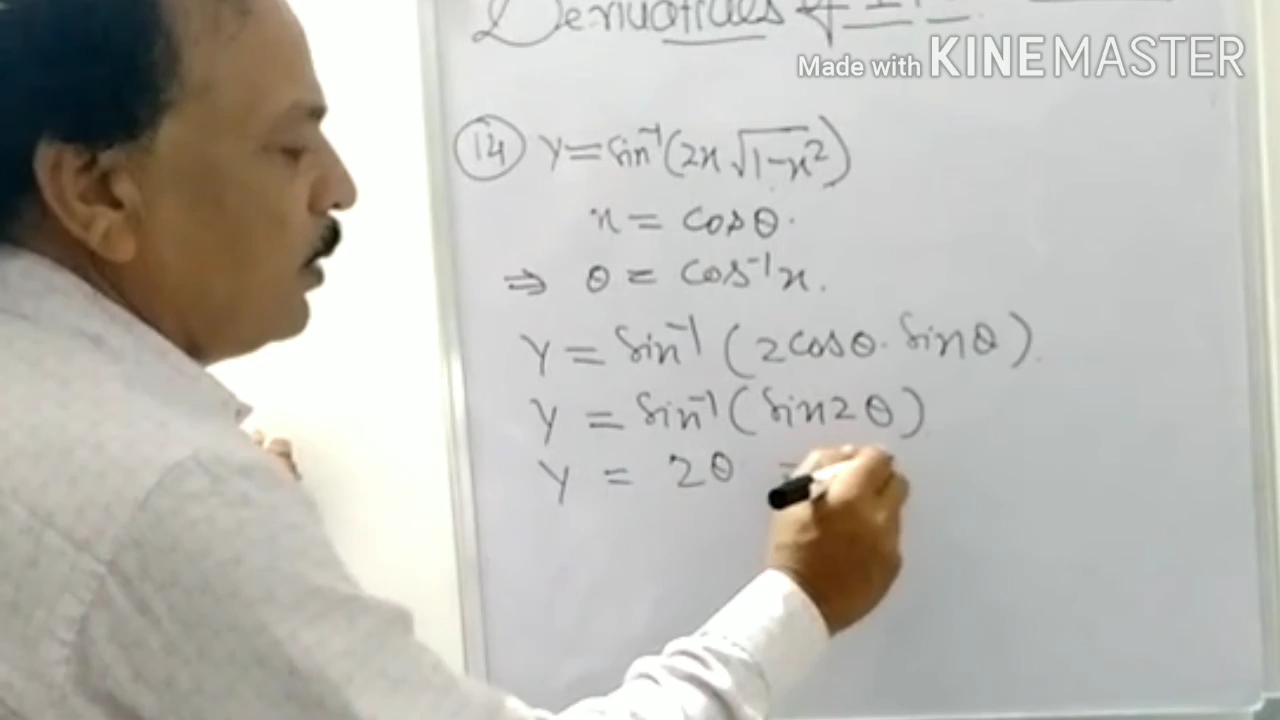 Derivatives of
Made with KINEMASTER
14 y = sin⁻¹(2x √1-x²)
x = cosθ.
⇒ θ = cos⁻¹x.
y = sin⁻¹(2cosθ. sinθ).
y = sin⁻¹(sin2θ)
y = 2θ =